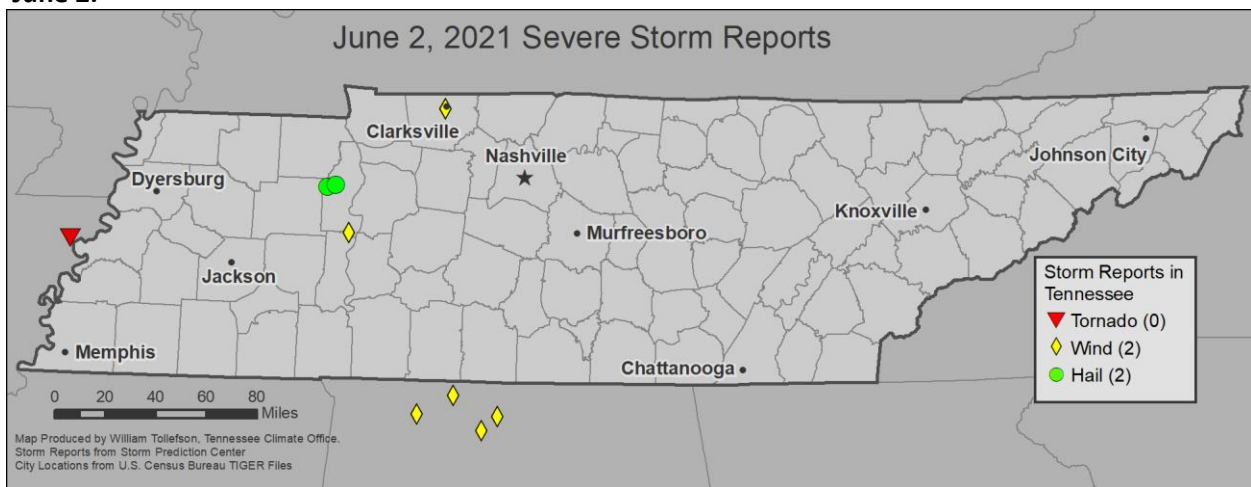 June 2:
June 2, 2021 Severe Storm Reports
Clarksville
Nashville
Johnson City
Dyersburg
Knoxville
Murfreesboro
Jackson
Storm Reports in
Tennessee
Tornado (0)
Wind (2)
Hail (2)
Memphis
Chattanooga
0 20 40 60 80
Miles
Map Produced by William Tollefson, Tennessee Climate Office.
Storm Reports from Storm Prediction Center
City Locations from U.S. Census Bureau TIGER Files